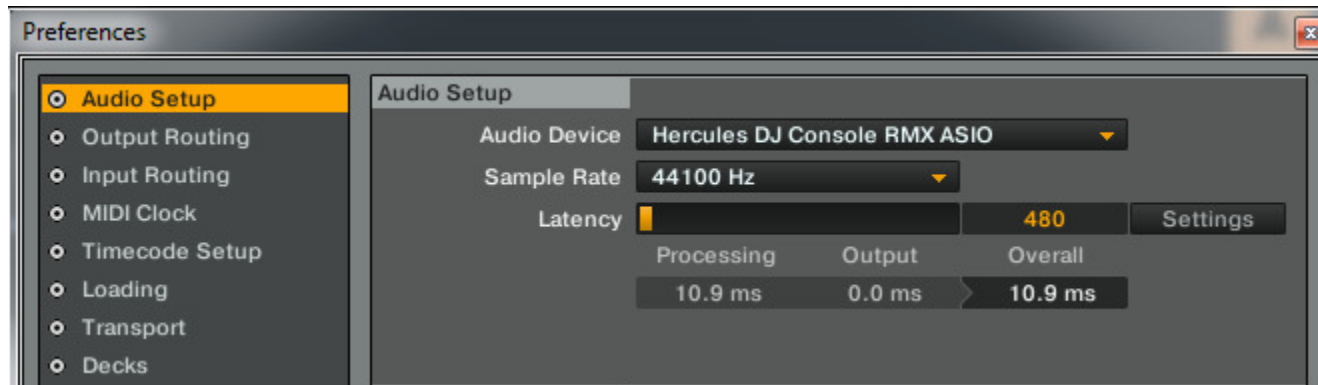 Preferences
Audio Setup
Output Routing
Input Routing
MIDI Clock
Timecode Setup
Loading
Transport
Decks
Audio Setup
Audio Device Hercules DJ Console RMX ASIO
Sample Rate 44100 Hz
Latency 480 Settings
Processing Output Overall
10.9 ms 0.0 ms 10.9 ms